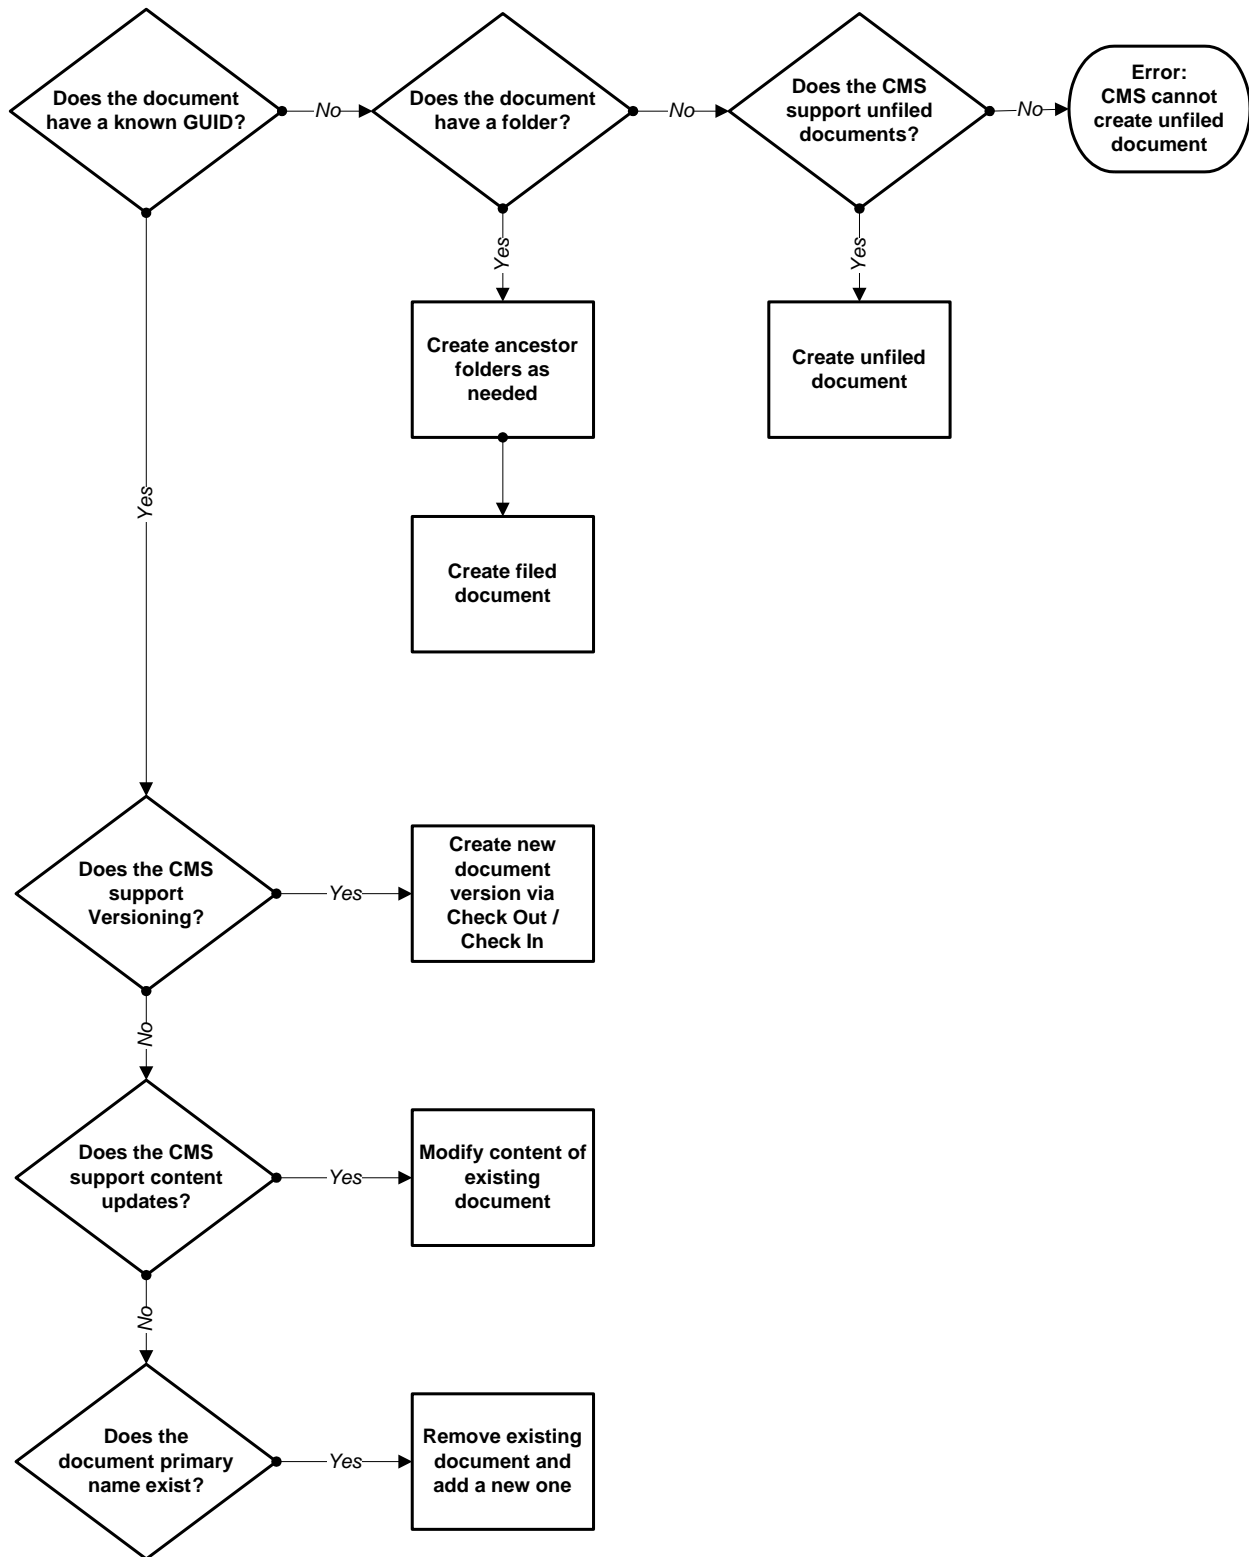 Does the document
have a known GUID?
No
Does the document
have a folder?
No
Does the CMS
support unfiled
documents?
No
Error:
CMS cannot
create unfiled
document
Yes
Yes
Yes
Create ancestor
folders as
needed
Create unfiled
document
Create filed
document
Does the CMS
support
Versioning?
Yes
Create new
document
version via
Check Out /
Check In
No
Does the CMS
support content
updates?
Yes
Modify content of
existing
document
No
Does the
document primary
name exist?
Yes
Remove existing
document and
add a new one